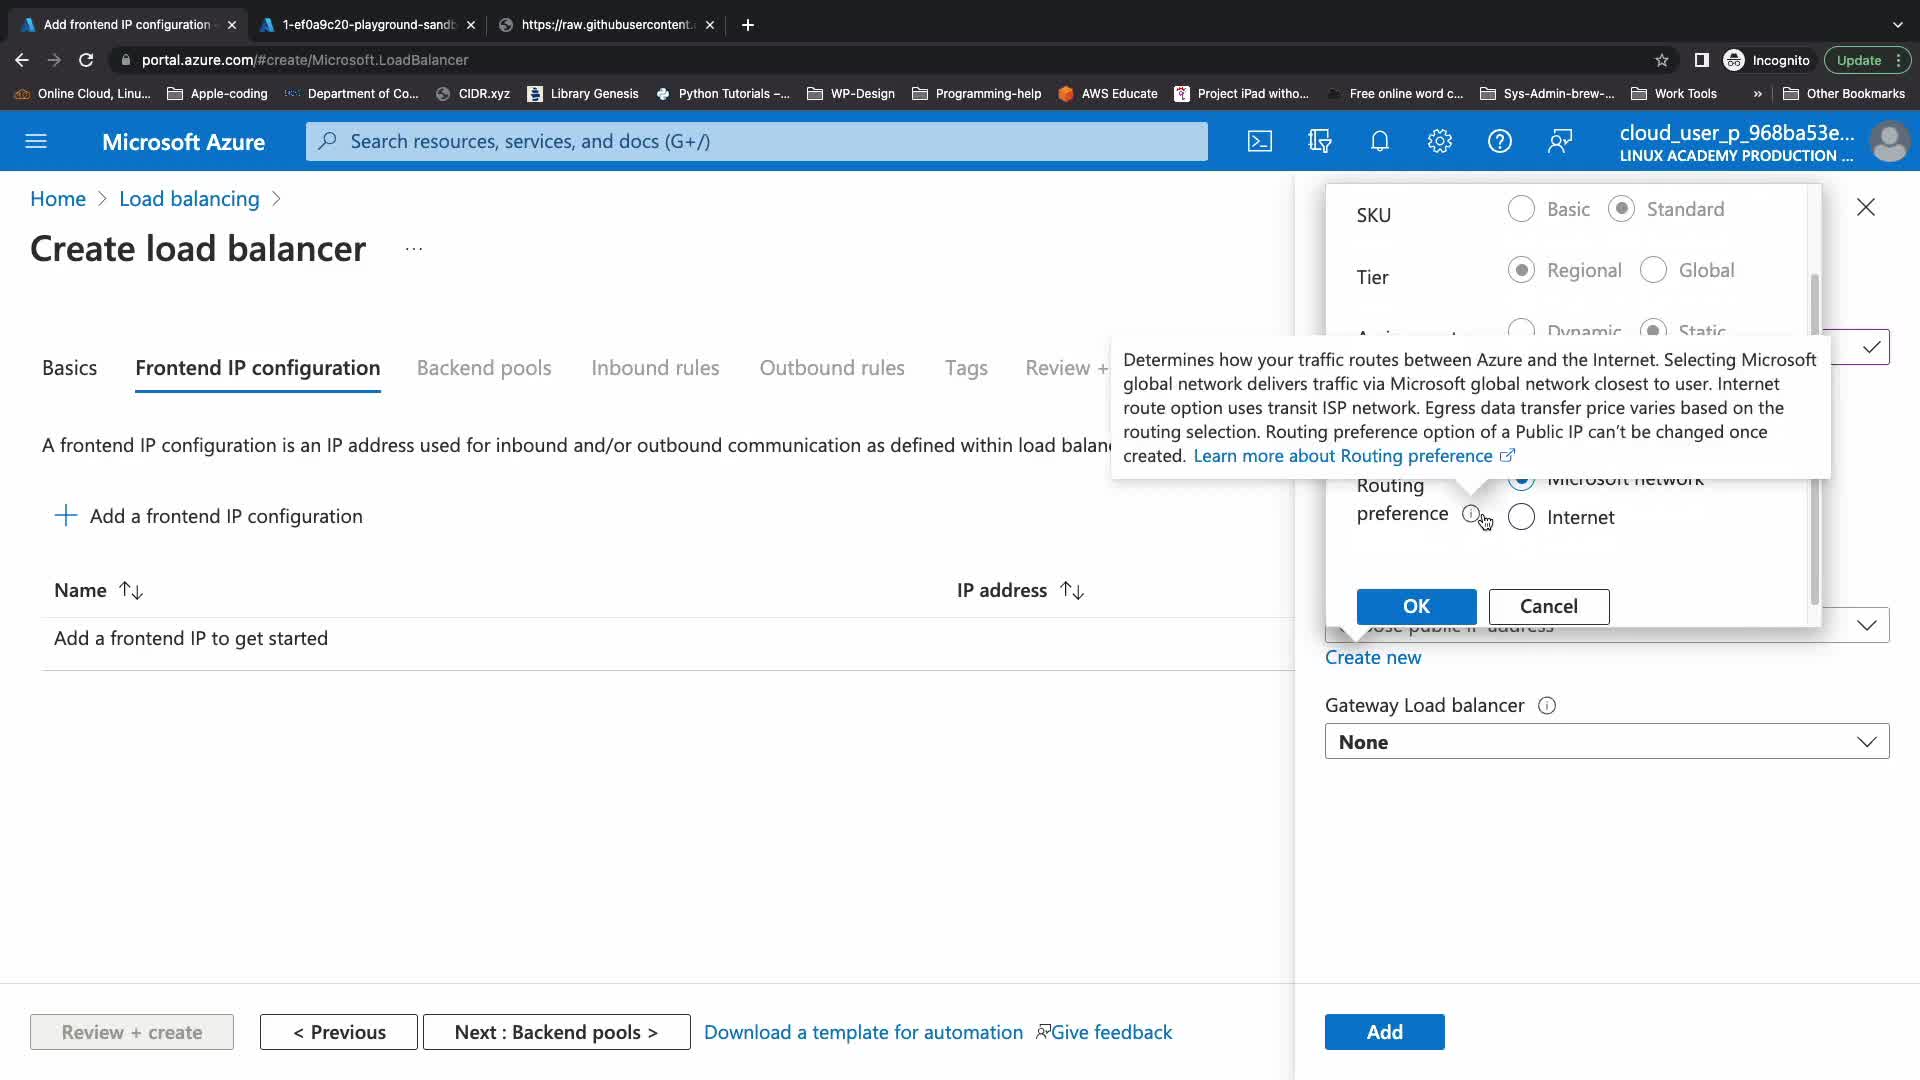 Add frontend IP configuration
1-ef0a9c20-playground-sandb
https://raw.githubusercontent.
portal.azure.com/#create/Microsoft.LoadBalancer
Incognito
Update
Online Cloud, Linu...
Apple-coding
Department of Co...
CIDR.xyz
Library Genesis
Python Tutorials –...
WP-Design
Programming-help
AWS Educate
Project iPad witho...
Free online word c...
Sys-Admin-brew-...
Work Tools
»
Other Bookmarks
Microsoft Azure
Search resources, services, and docs (G+/)
cloud_user_p_968ba53e...
LINUX ACADEMY PRODUCTION ...
Home > Load balancing >
Create load balancer ...
Basics
Frontend IP configuration
Backend pools
Inbound rules
Outbound rules
Tags
Review +
A frontend IP configuration is an IP address used for inbound and/or outbound communication as defined within load balanc
+ Add a frontend IP configuration
Name ↑↓
IP address ↑↓
Add a frontend IP to get started
SKU
Basic
Standard
Tier
Regional
Global
Dynamic
Static
Determines how your traffic routes between Azure and the Internet. Selecting Microsoft
global network delivers traffic via Microsoft global network closest to user. Internet
route option uses transit ISP network. Egress data transfer price varies based on the
routing selection. Routing preference option of a Public IP can't be changed once
created. Learn more about Routing preference
Routing
preference
Microsoft network
Internet
OK
Cancel
public IP address
Create new
Gateway Load balancer
None
Review + create
< Previous
Next : Backend pools >
Download a template for automation
Give feedback
Add